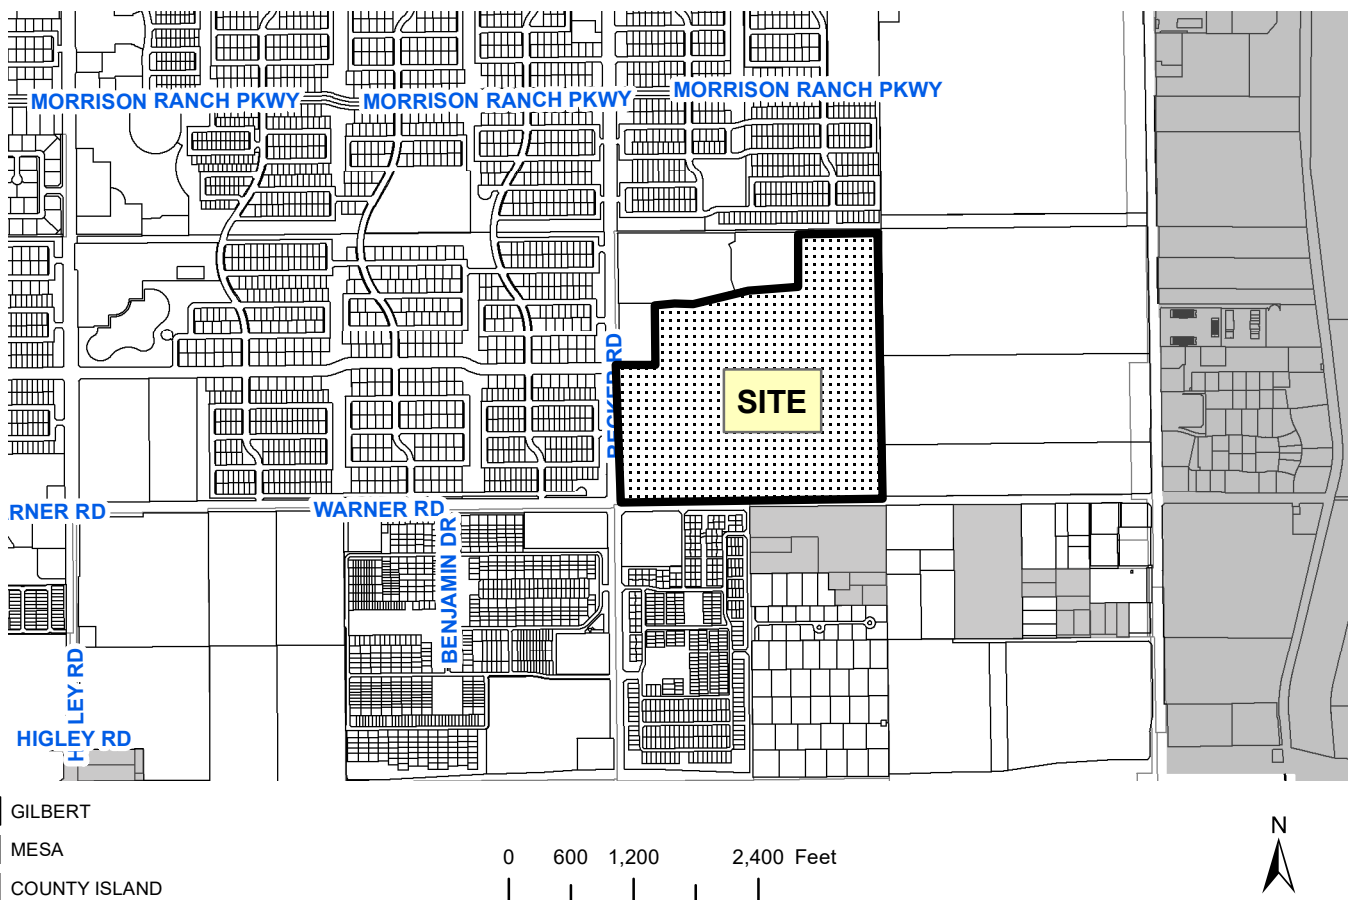 MORRISON RANCH PKWY
MORRISON RANCH PKWY
MORRISON RANCH PKWY
SITE
RNER RD
WARNER RD
BENJAMIN DR
LEY RD
HIGLEY RD
GILBERT
MESA
COUNTY ISLAND
0 600 1,200 2,400 Feet
N